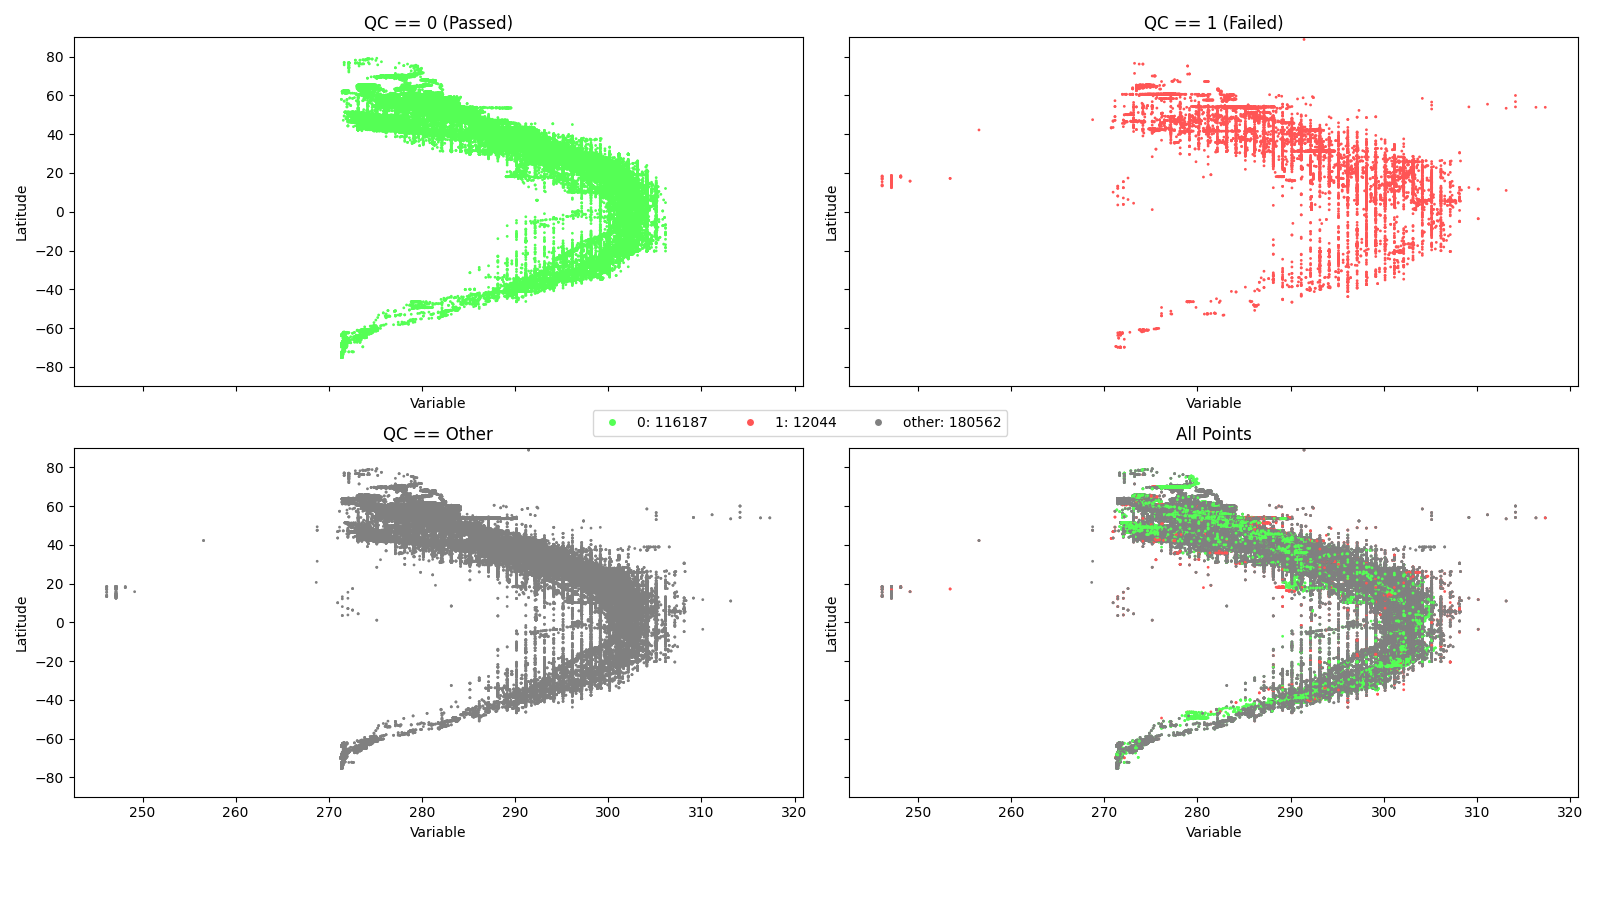 QC == 0 (Passed)
QC == 1 (Failed)
80
60
40
20
0
−20
−40
−60
−80
Latitude
Latitude
Variable
Variable
0: 116187 1: 12044 other: 180562
QC == Other
All Points
80
60
40
20
0
−20
−40
−60
−80
Latitude
Latitude
250 260 270 280 290 300 310 320
250 260 270 280 290 300 310 320
Variable
Variable